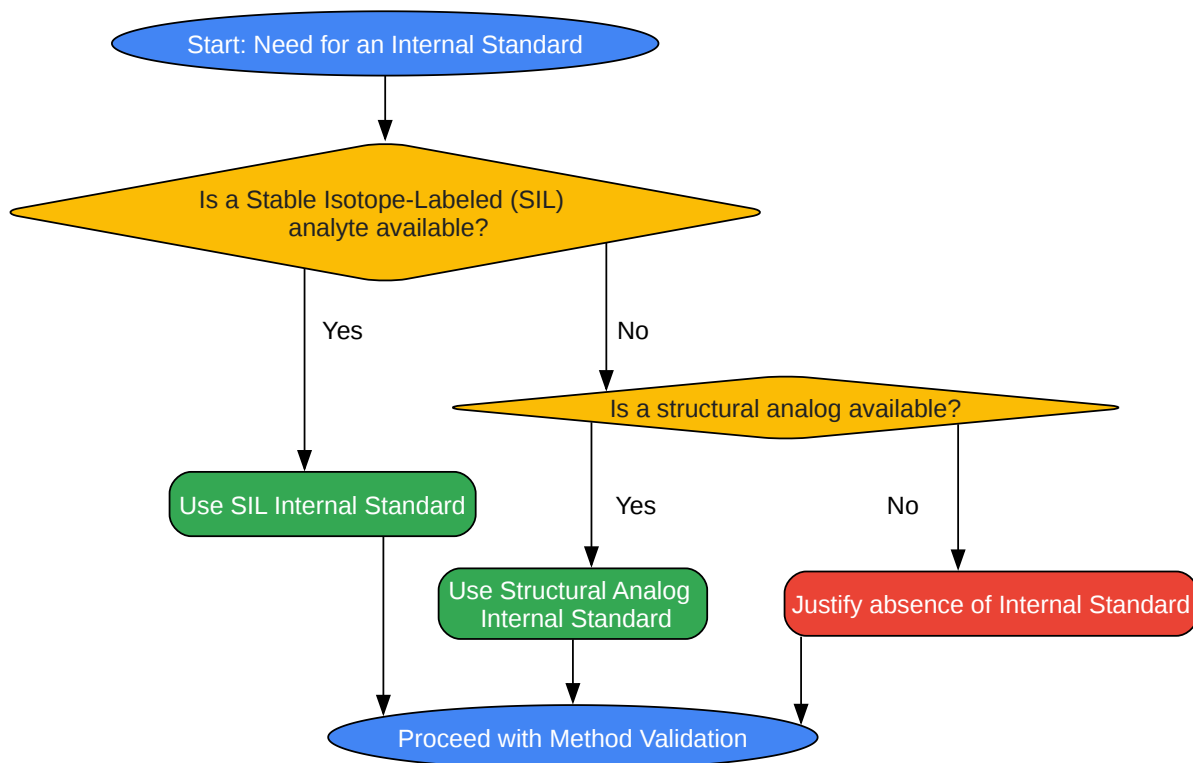 Start: Need for an Internal Standard
Is a Stable Isotope-Labeled (SIL)
analyte available?
Yes
No
Is a structural analog available?
Use SIL Internal Standard
Yes
No
Use Structural Analog
Internal Standard
Justify absence of Internal Standard
Proceed with Method Validation